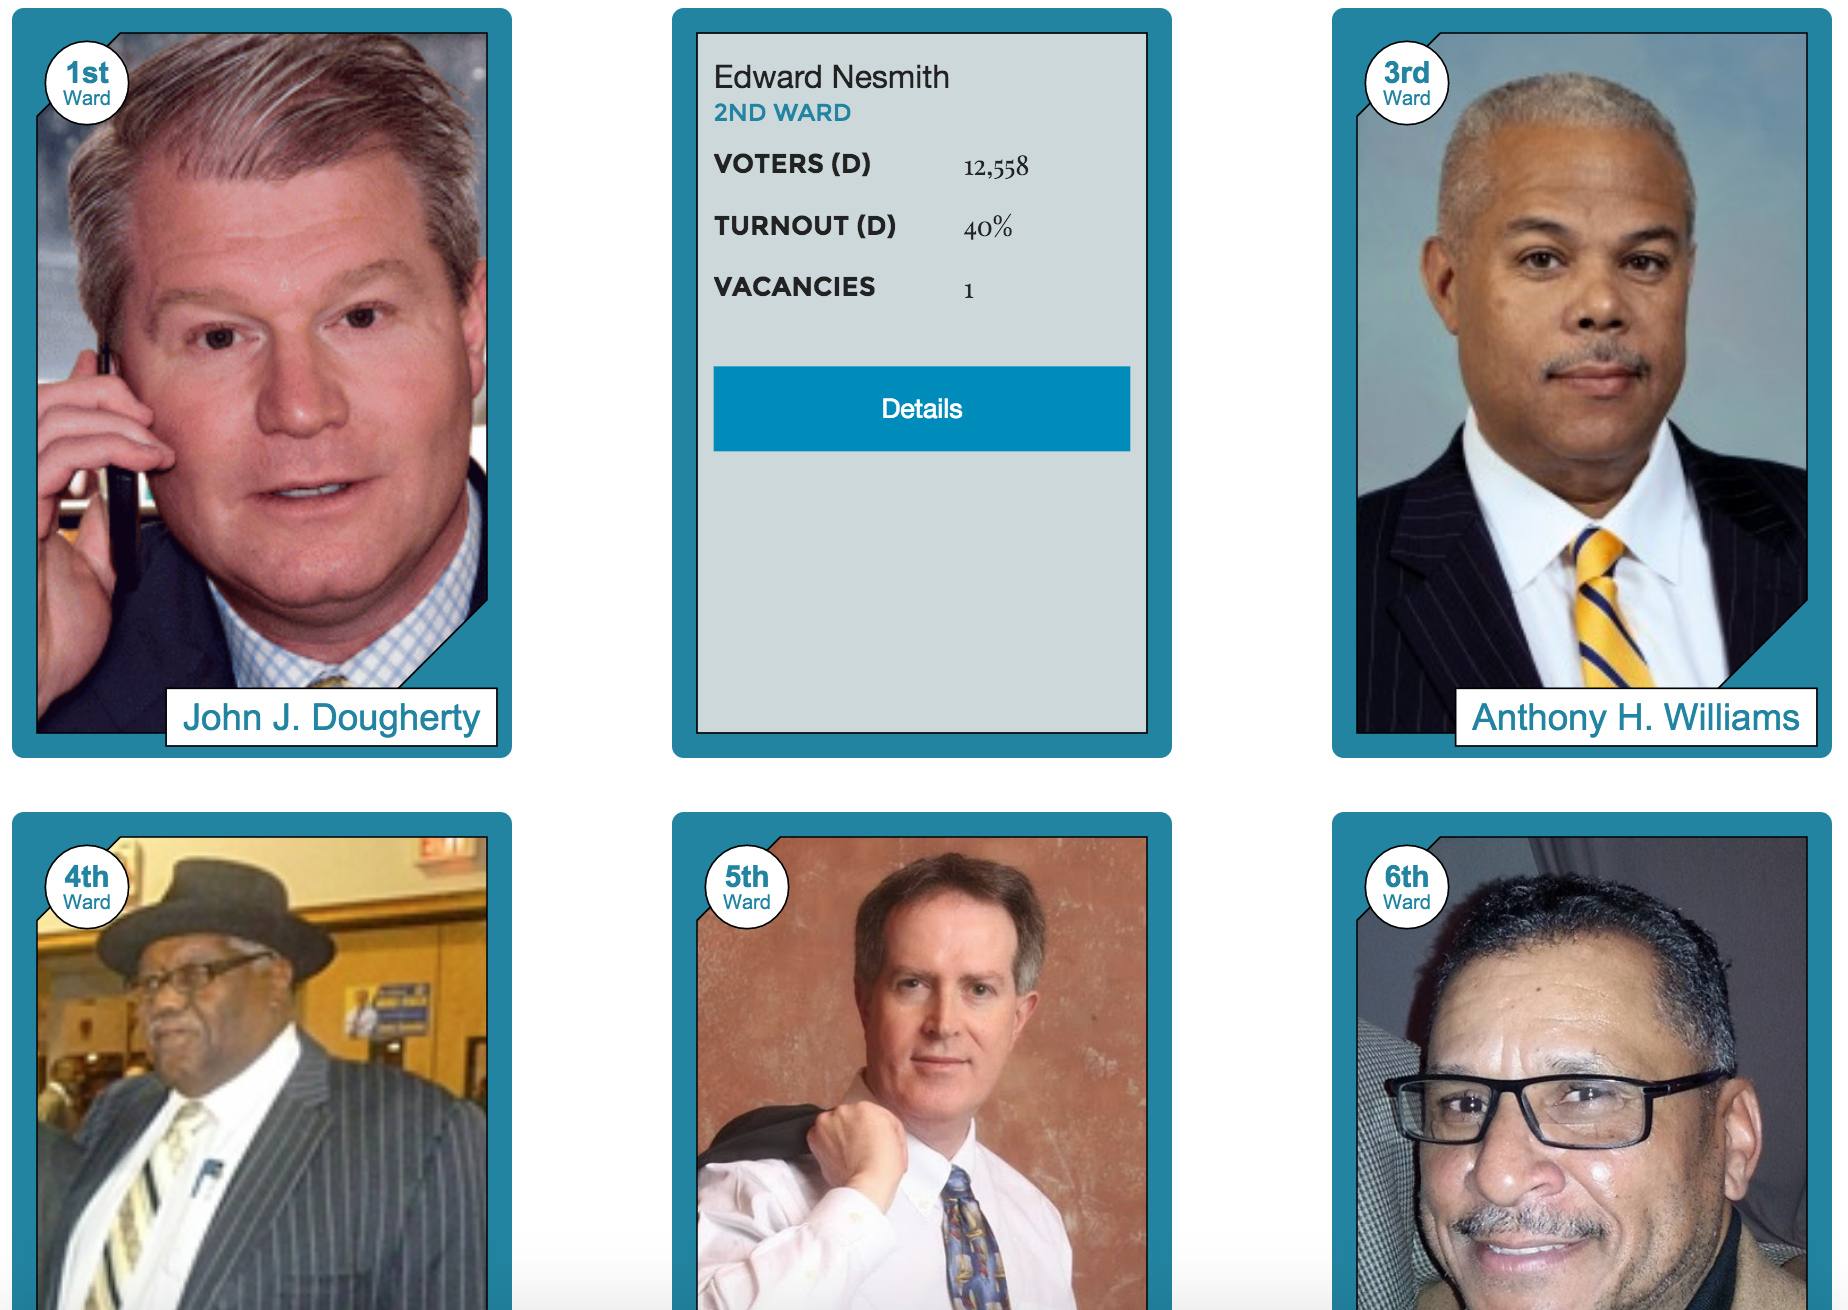 1st
Ward
John J. Dougherty
Edward Nesmith
2ND WARD
VOTERS (D) 12,558
TURNOUT (D) 40%
VACANCIES 1
Details
3rd
Ward
Anthony H. Williams
4th
Ward
5th
Ward
6th
Ward